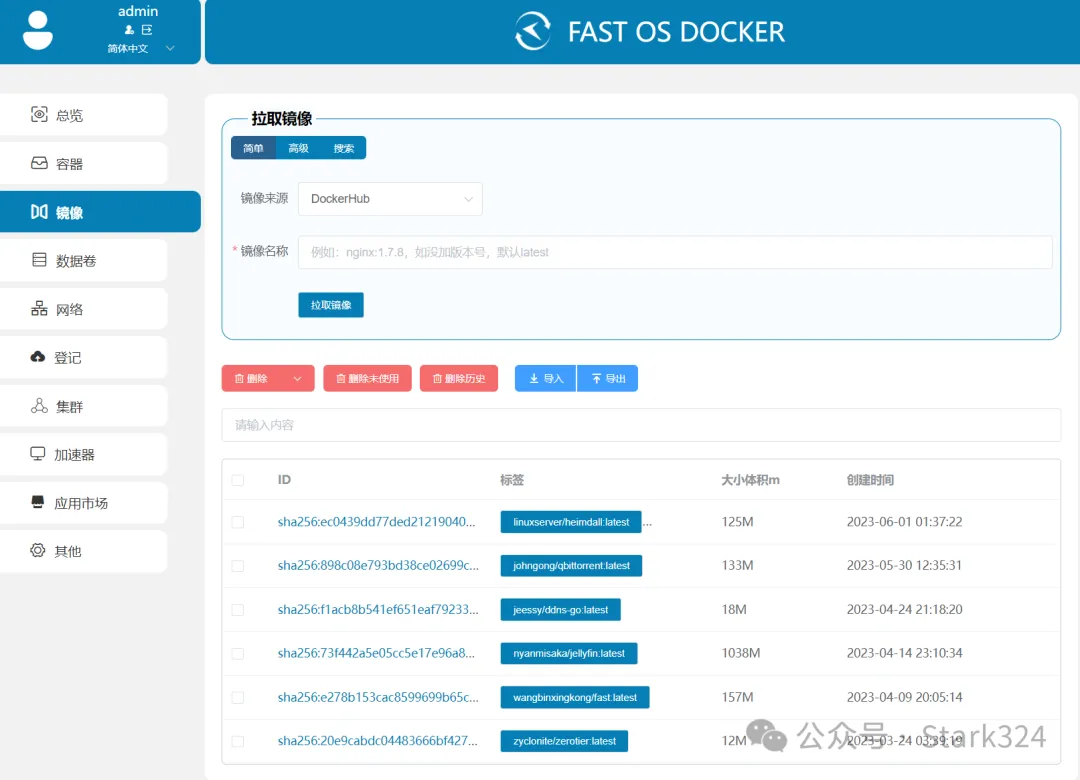 admin
简体中文
FAST OS DOCKER
总览
容器
镜像
数据卷
网络
登记
集群
加速器
应用市场
其他
拉取镜像
简单 高级 搜索
镜像来源 DockerHub
* 镜像名称 例如：nginx:1.7.8，如没加版本号，默认latest
拉取镜像
删除 删除未使用 删除历史 导入 导出
请输入内容
ID 标签 大小体积m 创建时间
sha256:ec0439dd77ded21219040... linuxserver/heimdall:latest ... 125M 2023-06-01 01:37:22
sha256:898c08e793bd38ce02699c... johngong/qbittorrent:latest 133M 2023-05-30 12:35:31
sha256:f1acb8b541ef651eaf79233... jeessy/ddns-go:latest 18M 2023-04-24 21:18:20
sha256:73f442a5e05cc5e17e96a8... nyanmisaka/jellyfin:latest 1038M 2023-04-14 23:10:34
sha256:e278b153cac8599699b65c... wangbinxingkong/fast:latest 157M 2023-04-09 20:05:14
sha256:20e9cabdc04483666bf427... zyclonite/zerotier:latest 12M 2023-03-24 03:39:19
公众号 · Stark324